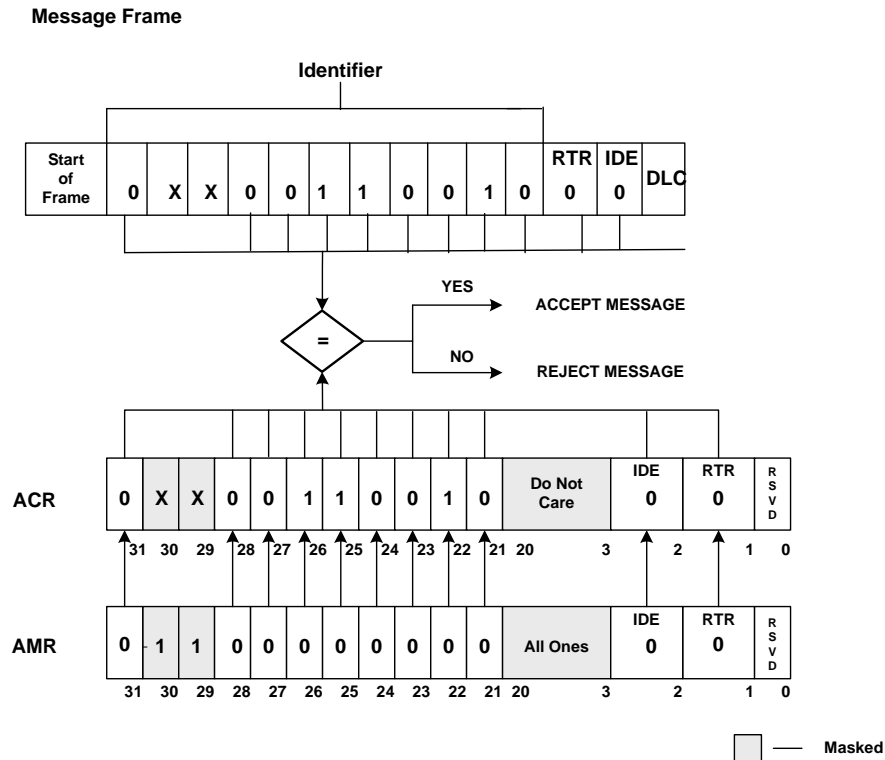 Message Frame
Identifier
Start
of
Frame
0 X X 0 0 1 1 0 0 1 0
RTR
0
IDE
0
DLC
=
YES
ACCEPT MESSAGE
NO
REJECT MESSAGE
ACR
0 X X 0 0 1 1 0 0 1 0
Do Not
Care
IDE
0
RTR
0
R
S
V
D
31 30 29 28 27 26 25 24 23 22 21 20 3 2 1 0
AMR
0 1 1 0 0 0 0 0 0 0 0
All Ones
IDE
0
RTR
0
R
S
V
D
31 30 29 28 27 26 25 24 23 22 21 20 3 2 1 0
Masked